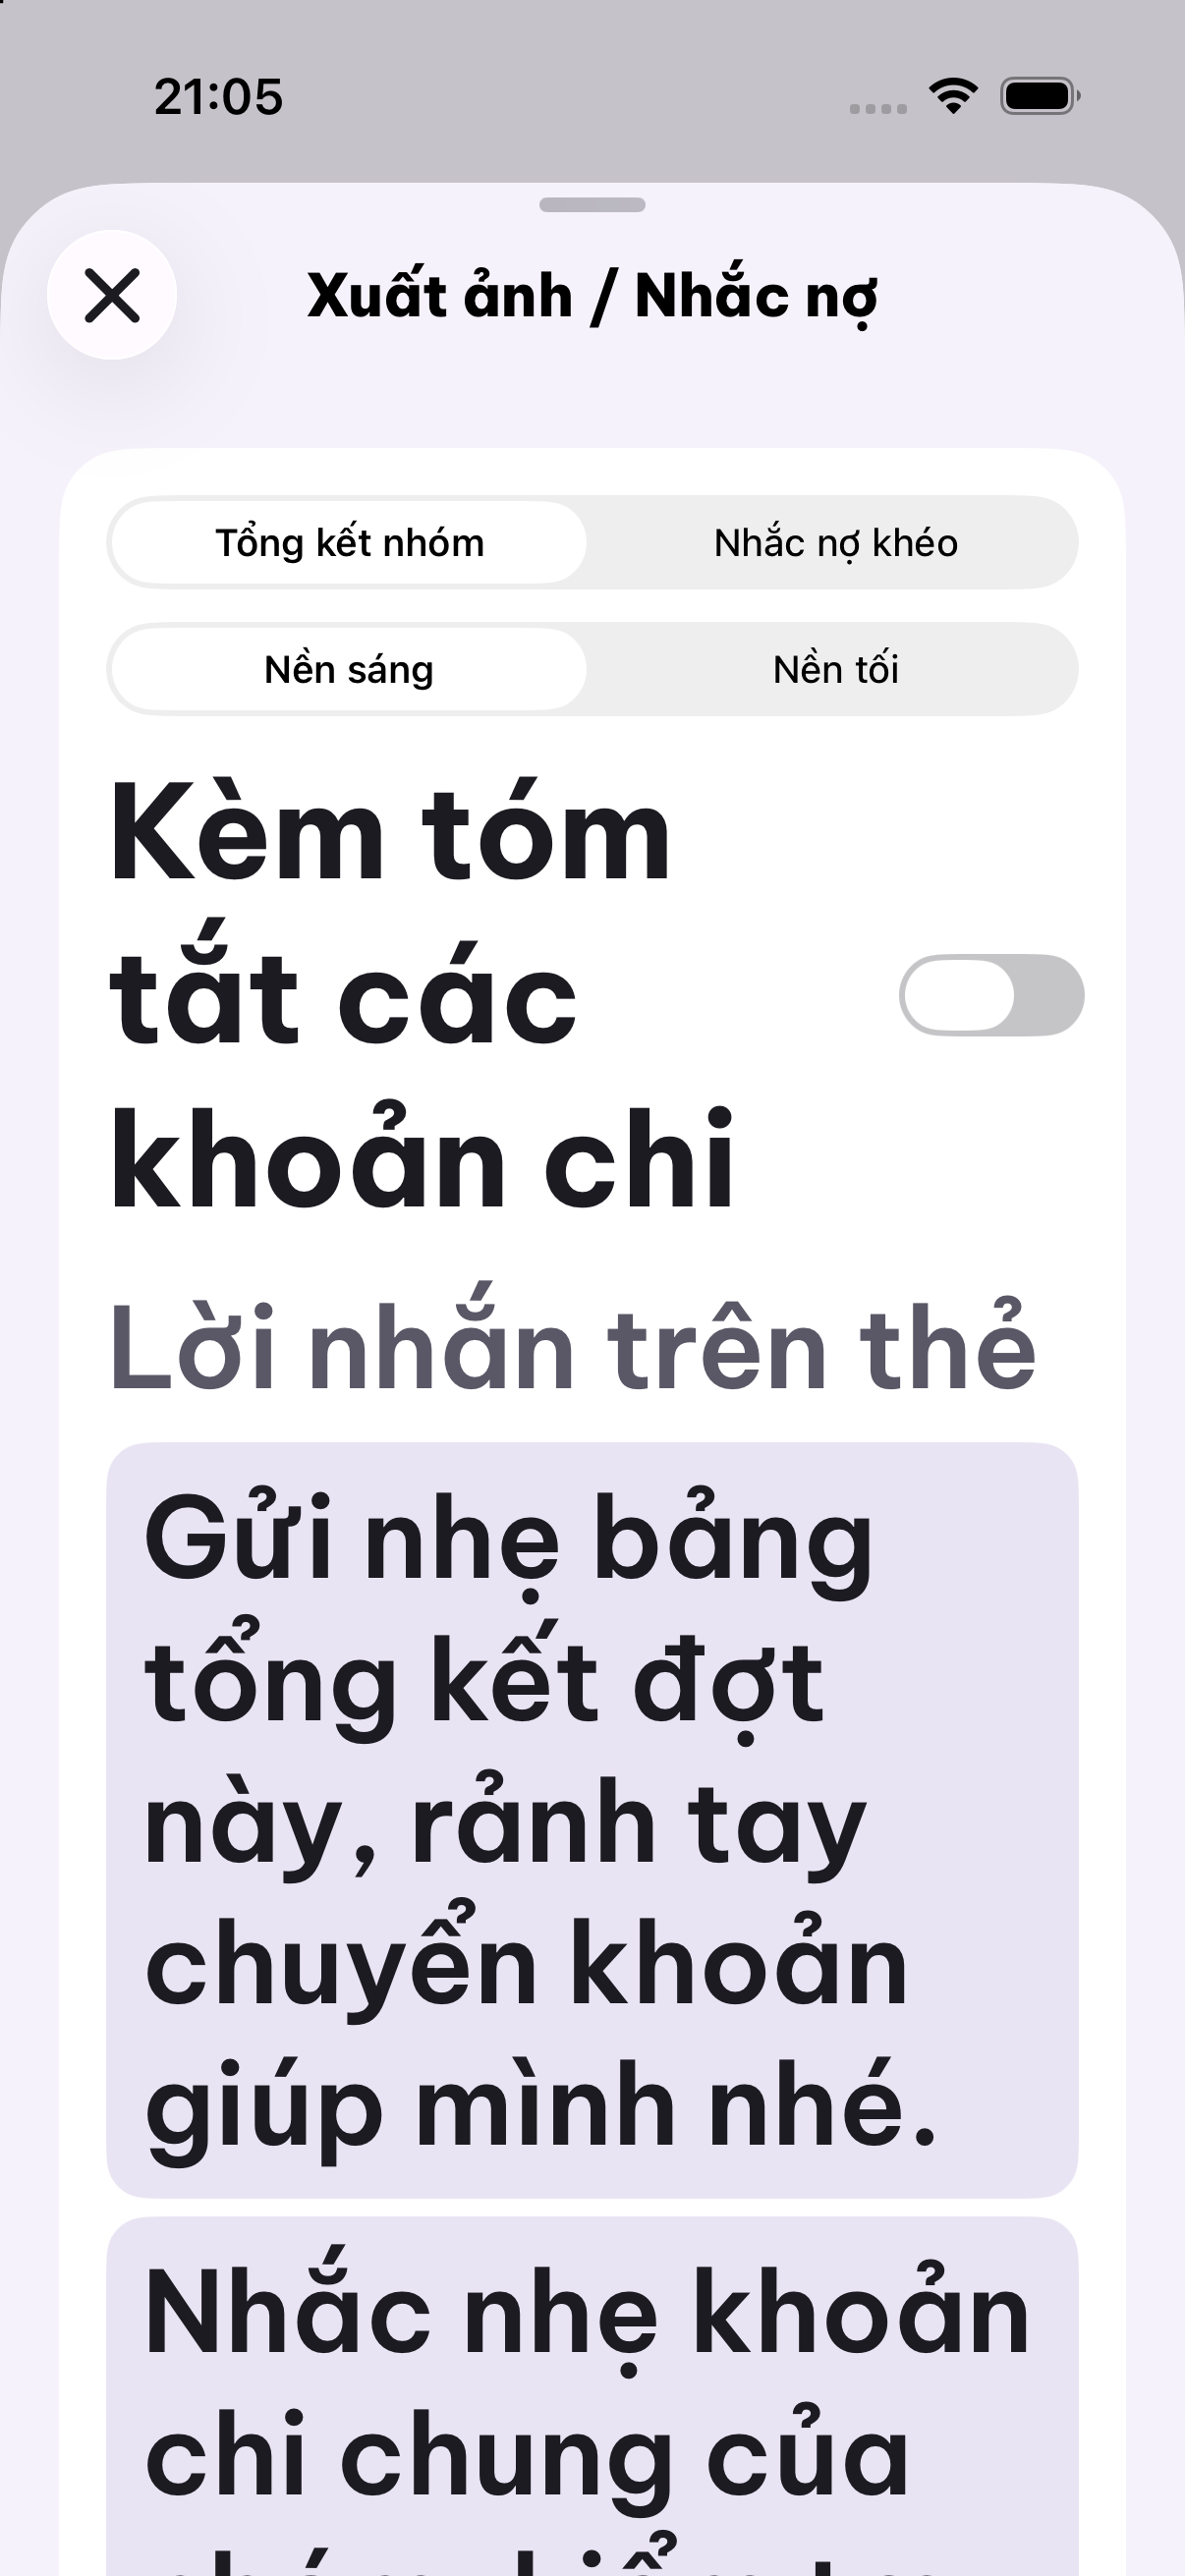 21:05
Xuất ảnh / Nhắc nợ
Tổng kết nhóm
Nhắc nợ khéo
Nền sáng
Nền tối
Kèm tóm
tắt các
khoản chi
Lời nhắn trên thẻ
Gửi nhẹ bảng
tổng kết đợt
này, rảnh tay
chuyển khoản
giúp mình nhé.
Nhắc nhẹ khoản
chi chung của